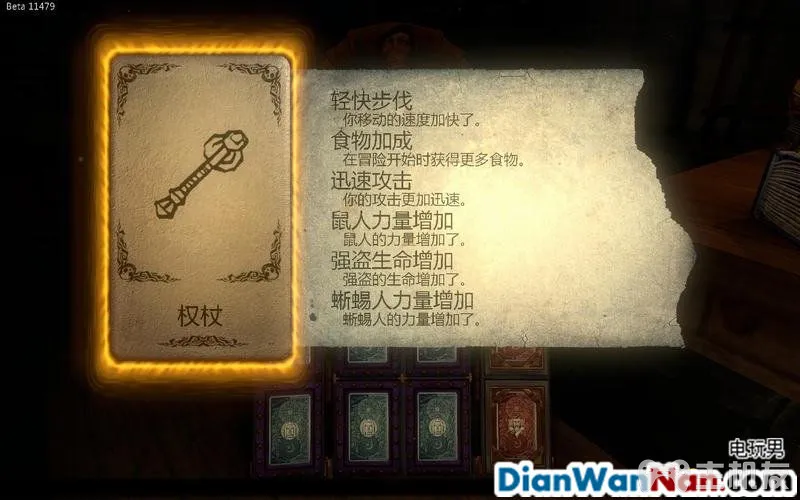 Beta 11479
轻快步伐
你移动的速度加快了。
食物加成
在冒险开始时获得更多食物。
迅速攻击
你的攻击更加迅速。
鼠人力量增加
鼠人的力量增加了。
强盗生命增加
强盗的生命增加了。
蜥蜴人力量增加
蜥蜴人的力量增加了。
权杖
电玩男
DianWanNan.com